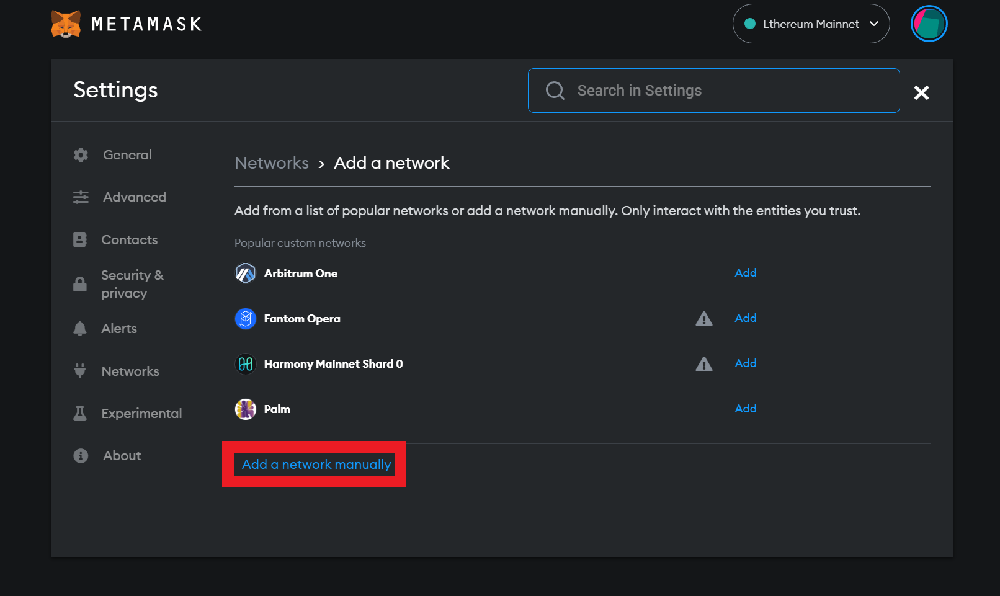 METAMASK
Ethereum Mainnet
Settings
Search in Settings
General
Advanced
Contacts
Security &
privacy
Alerts
Networks
Experimental
About
Networks › Add a network
Add from a list of popular networks or add a network manually. Only interact with the entities you trust.
Popular custom networks
Arbitrum One Add
Fantom Opera Add
Harmony Mainnet Shard 0 Add
Palm Add
Add a network manually